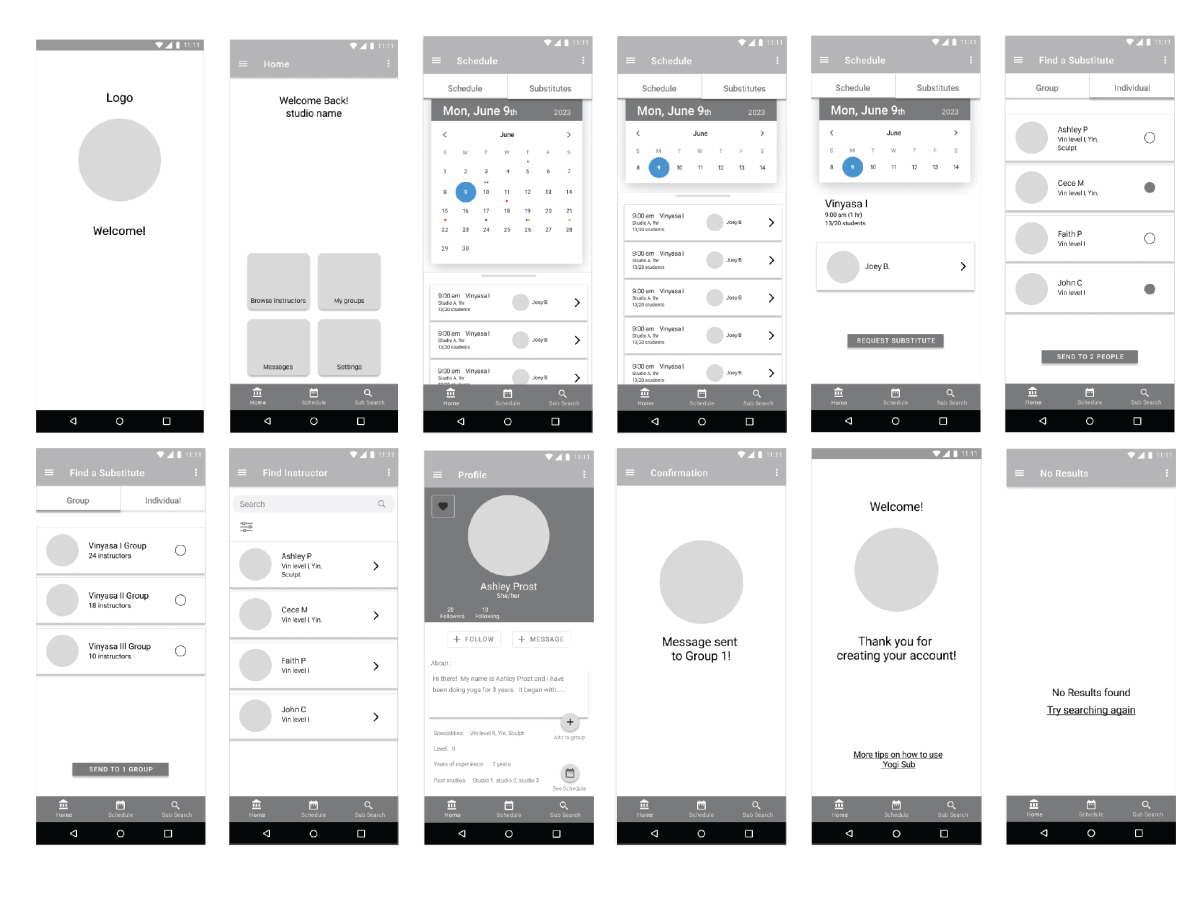 11:11
Logo
Welcome!
11:11
Home
Welcome Back!
studio name
Browse instructors
My groups
Messages
Settings
Home
Schedule
Sub Search
11:11
Schedule
Schedule
Substitutes
Mon, June 9th
2023
June
S M T W T F S
1 2 3 4 5 6 7
8 9 10 11 12 13 14
15 16 17 18 19 20 21
22 23 24 25 26 27 28
29 30
9:00 am Vinyasa I
Studio A, 1hr
13/20 students
Joey B
9:00 am Vinyasa I
Studio A, 1hr
13/20 students
Joey B
9:00 am Vinyasa I
Studio A, 1hr
13/20 students
Joey B
Home
Schedule
Sub Search
11:11
Schedule
Schedule
Substitutes
Mon, June 9th
2023
June
S M T W T F S
8 9 10 11 12 13 14
9:00 am Vinyasa I
Studio A, 1hr
13/20 students
Joey B
9:00 am Vinyasa I
Studio A, 1hr
13/20 students
Joey B
9:00 am Vinyasa I
Studio A, 1hr
13/20 students
Joey B
9:00 am Vinyasa I
Studio A, 1hr
13/20 students
Joey B
9:00 am Vinyasa I
Studio A, 1hr
13/20 students
Joey B
Home
Schedule
Sub Search
11:11
Schedule
Schedule
Substitutes
Mon, June 9th
2023
June
S M T W T F S
8 9 10 11 12 13 14
Vinyasa I
9:00 am (1 hr)
13/20 students
Joey B.
REQUEST SUBSTITUTE
Home
Schedule
Sub Search
11:11
Find a Substitute
Group
Individual
Ashley P
Vin level I, Yin,
Sculpt
Cece M
Vin level I, Yin,
Faith P
Vin level I
John C
Vin level I
SEND TO 2 PEOPLE
Home
Schedule
Sub Search
11:11
Find a Substitute
Group
Individual
Vinyasa I Group
24 instructors
Vinyasa II Group
18 instructors
Vinyasa III Group
10 instructors
SEND TO 1 GROUP
Home
Schedule
Sub Search
11:11
Find Instructor
Search
Ashley P
Vin level I, Yin,
Sculpt
Cece M
Vin level I, Yin,
Faith P
Vin level I
John C
Vin level I
Home
Schedule
Sub Search
11:11
Profile
Ashley Prost
She/her
20
Followers
10
Following
+ FOLLOW
+ MESSAGE
About :
Hi there! My name is Ashley Prost and I have
been doing yoga for 3 years. It began with.....
Add to group
Specialities: Vin level II, Yin, Sculpt
Level: II
Years of experience: 2 years
Past studios: Studio 1, studio 2, studio 3
See Schedule
Home
Schedule
Sub Search
11:11
Confirmation
Message sent
to Group 1!
Home
Schedule
Sub Search
11:11
Welcome!
Thank you for
creating your account!
More tips on how to use
Yogi Sub
Home
Schedule
Sub Search
11:11
No Results
No Results found
Try searching again
Home
Schedule
Sub Search